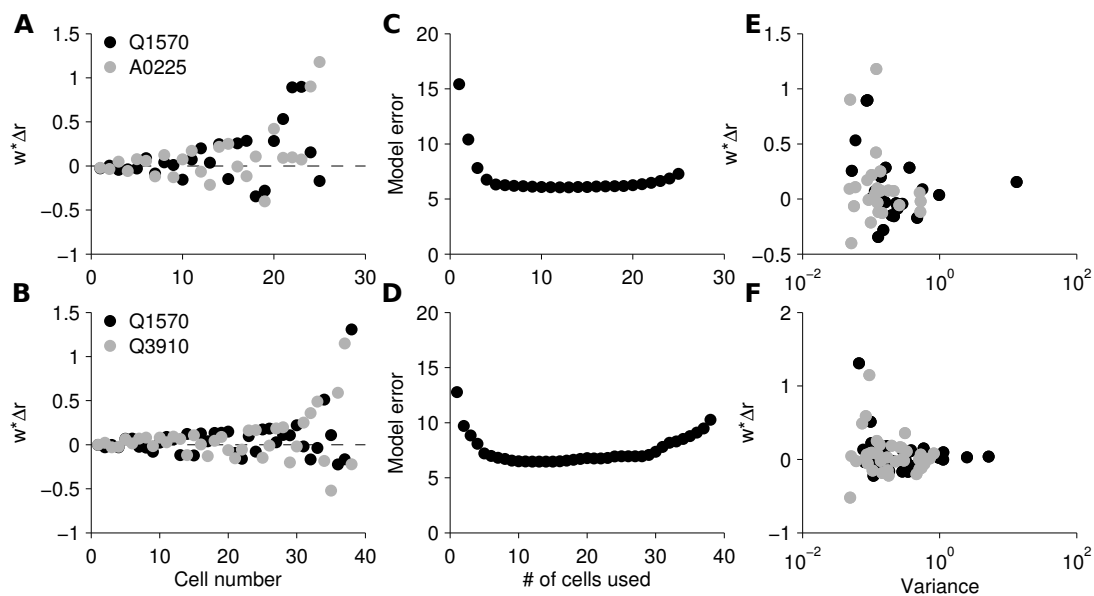 A
1.5
1
0.5
0
−0.5
−1
w*Δr
Q1570
A0225
0 10 20 30
C
20
15
10
5
0
Model error
0 10 20 30
E
1.5
1
0.5
0
−0.5
w*Δr
10−2 100 102
B
1.5
1
0.5
0
−0.5
−1
w*Δr
Q1570
Q3910
0 10 20 30 40
Cell number
D
20
15
10
5
0
Model error
0 10 20 30 40
# of cells used
F
2
1
0
−1
w*Δr
10−2 100 102
Variance